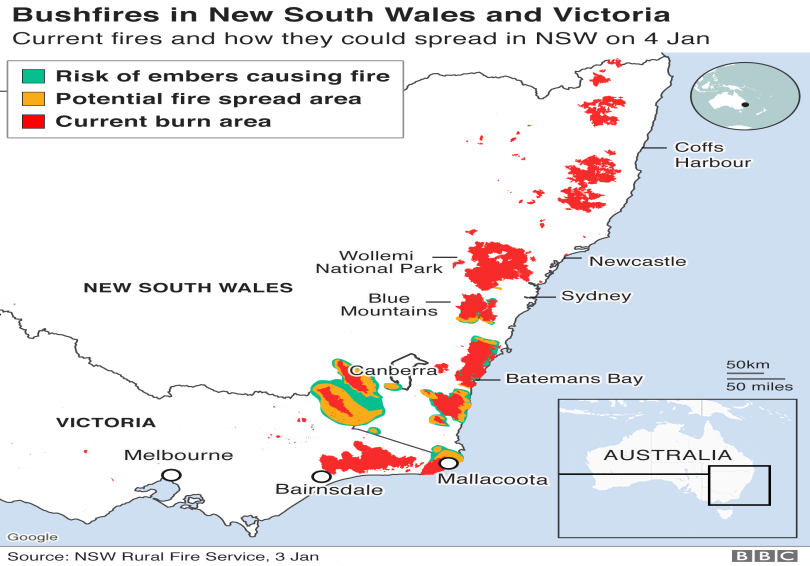 Bushfires in New South Wales and Victoria
Current fires and how they could spread in NSW on 4 Jan
Risk of embers causing fire
Potential fire spread area
Current burn area
Coffs
Harbour
Wollemi
National Park
Newcastle
NEW SOUTH WALES
Blue
Mountains
Sydney
Canberra
Batemans Bay
50km
50 miles
VICTORIA
Melbourne
AUSTRALIA
Bairnsdale
Mallacoota
Google
Source: NSW Rural Fire Service, 3 Jan
BBC